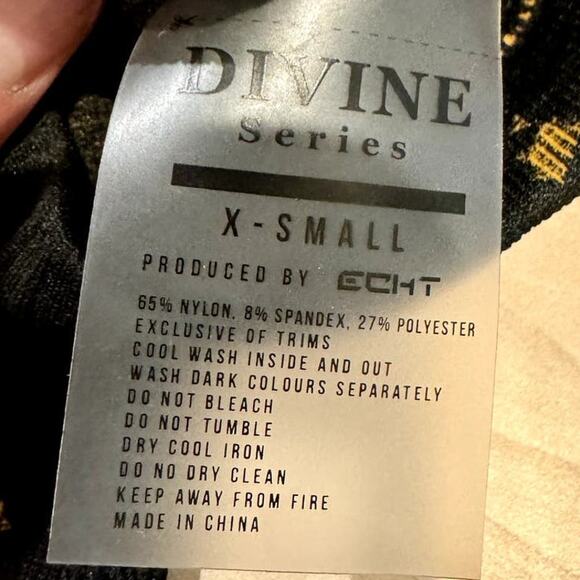 DIVINE
Series
X-SMALL
PRODUCED BY ECHT
65% NYLON, 8% SPANDEX, 27% POLYESTER
EXCLUSIVE OF TRIMS
COOL WASH INSIDE AND OUT
WASH DARK COLOURS SEPARATELY
DO NOT BLEACH
DO NOT TUMBLE
DRY COOL IRON
DO NO DRY CLEAN
KEEP AWAY FROM FIRE
MADE IN CHINA